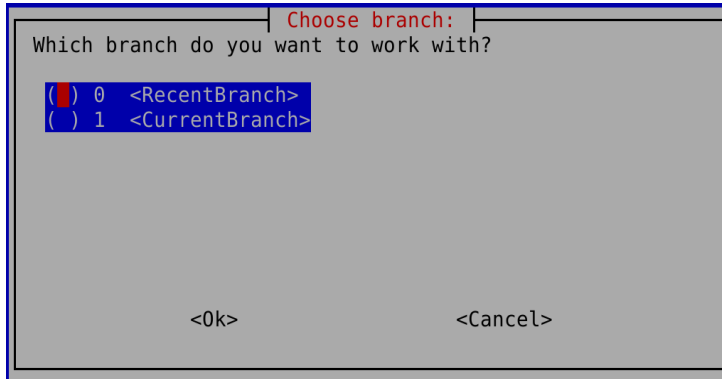 Choose branch:
Which branch do you want to work with?
( ) 0 <RecentBranch>
( ) 1 <CurrentBranch>
<Ok> <Cancel>